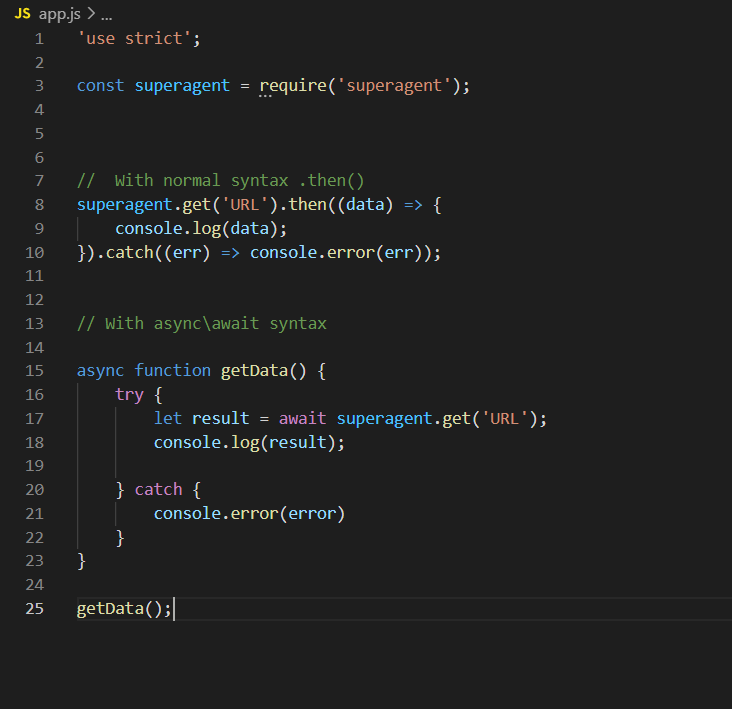 JS app.js > ...
1 'use strict';
2
3 const superagent = require('superagent');
4
5
6
7 //  With normal syntax .then()
8 superagent.get('URL').then((data) => {
9     console.log(data);
10 }).catch((err) => console.error(err));
11
12
13 // With async\await syntax
14
15 async function getData() {
16     try {
17         let result = await superagent.get('URL');
18         console.log(result);
19
20     } catch {
21         console.error(error)
22     }
23 }
24
25 getData();